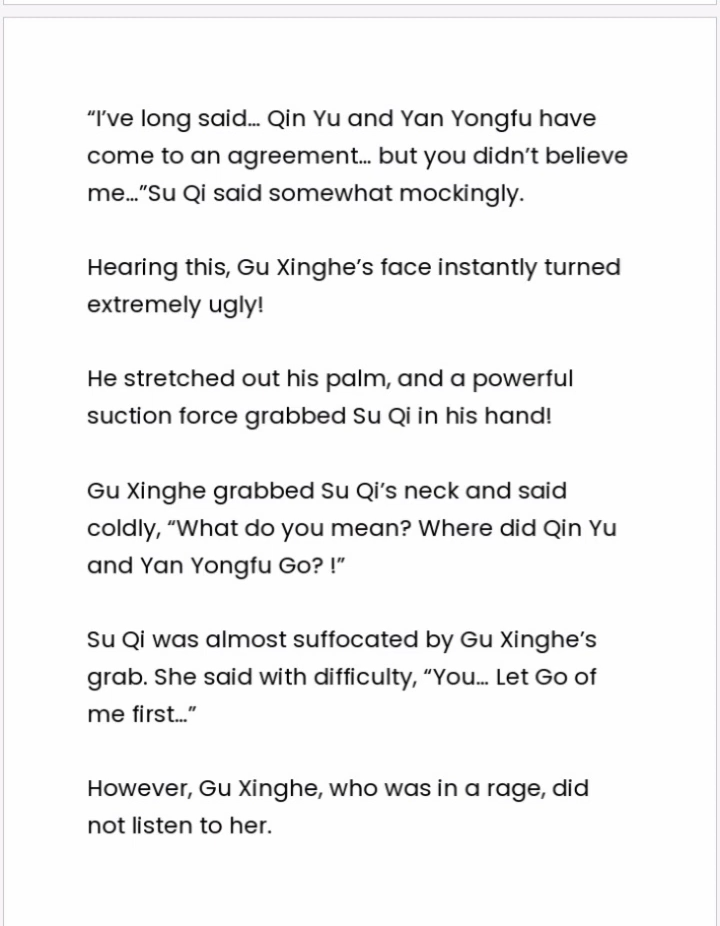 “I’ve long said… Qin Yu and Yan Yongfu have
come to an agreement… but you didn’t believe
me…”Su Qi said somewhat mockingly.
Hearing this, Gu Xinghe’s face instantly turned
extremely ugly!
He stretched out his palm, and a powerful
suction force grabbed Su Qi in his hand!
Gu Xinghe grabbed Su Qi’s neck and said
coldly, “What do you mean? Where did Qin Yu
and Yan Yongfu Go? !”
Su Qi was almost suffocated by Gu Xinghe’s
grab. She said with difficulty, “You… Let Go of
me first…”
However, Gu Xinghe, who was in a rage, did
not listen to her.